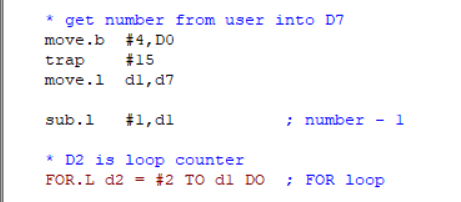 * get number from user into D7
move.b #4,D0
trap #15
move.l d1,d7
sub.l #1,d1 ; number - 1
* D2 is loop counter
FOR.L d2 = #2 TO d1 DO ; FOR loop